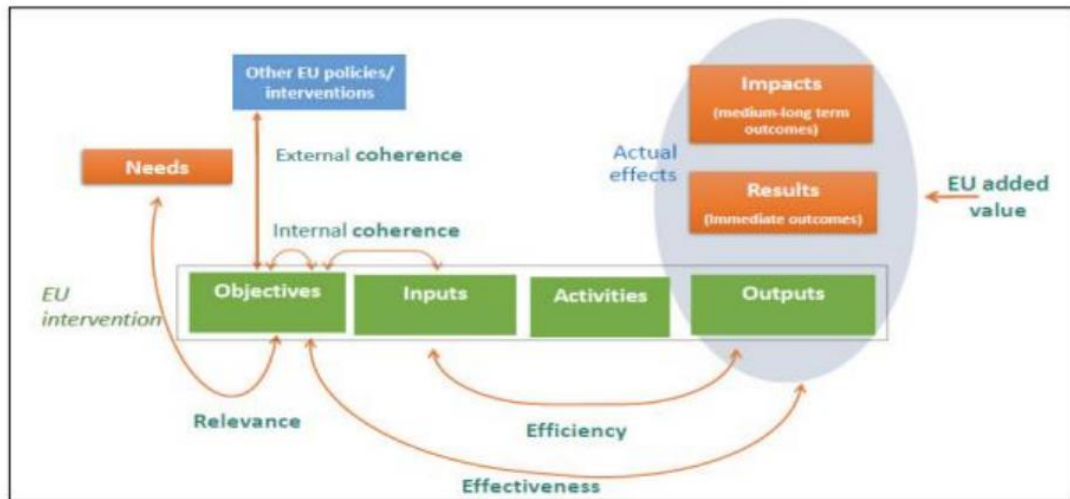 Other EU policies/
interventions
Impacts
(medium-long term
outcomes)
External coherence
Actual
effects
Needs
Results
(Immediate outcomes)
EU added
value
Internal coherence
EU
intervention
Objectives
Inputs
Activities
Outputs
Relevance
Efficiency
Effectiveness